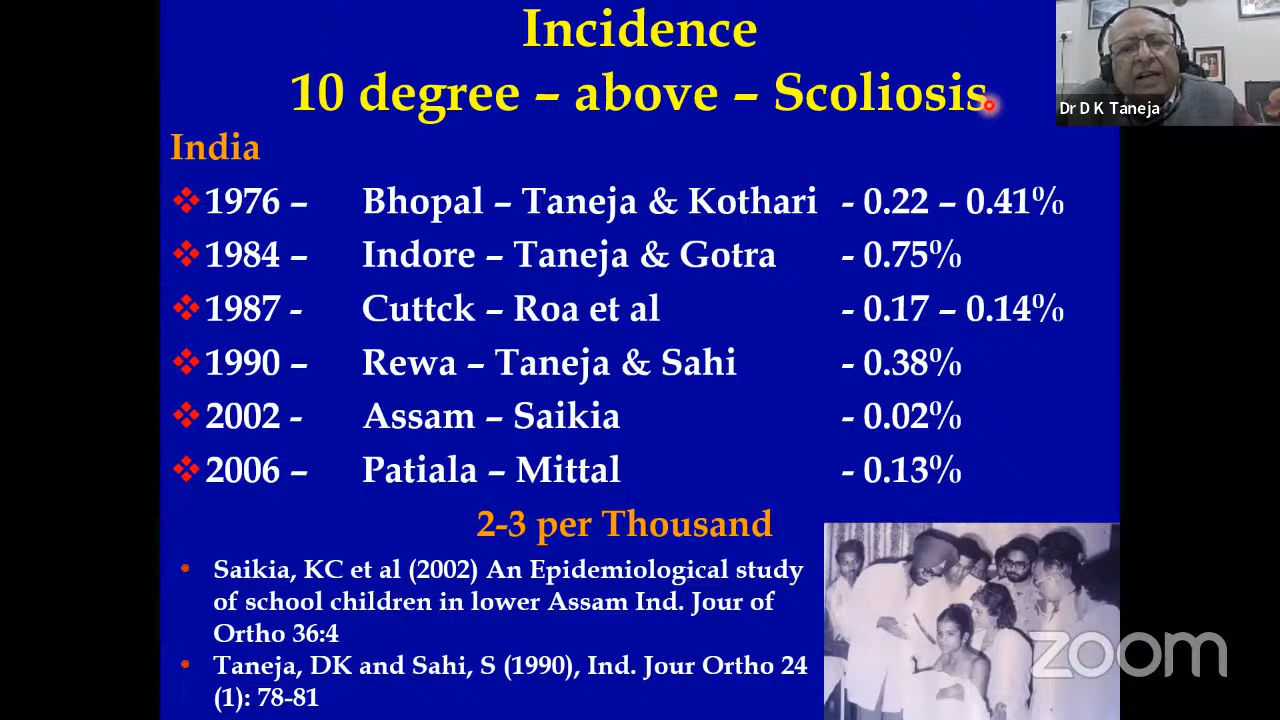 Incidence
10 degree – above – Scoliosis
Dr D K Taneja
India
❖ 1976 – Bhopal – Taneja & Kothari - 0.22 – 0.41%
❖ 1984 – Indore – Taneja & Gotra - 0.75%
❖ 1987 - Cuttck – Roa et al - 0.17 – 0.14%
❖ 1990 – Rewa – Taneja & Sahi - 0.38%
❖ 2002 - Assam – Saikia - 0.02%
❖ 2006 – Patiala – Mittal - 0.13%
2-3 per Thousand
• Saikia, KC et al (2002) An Epidemiological study
of school children in lower Assam Ind. Jour of
Ortho 36:4
• Taneja, DK and Sahi, S (1990), Ind. Jour Ortho 24
(1): 78-81
zoom